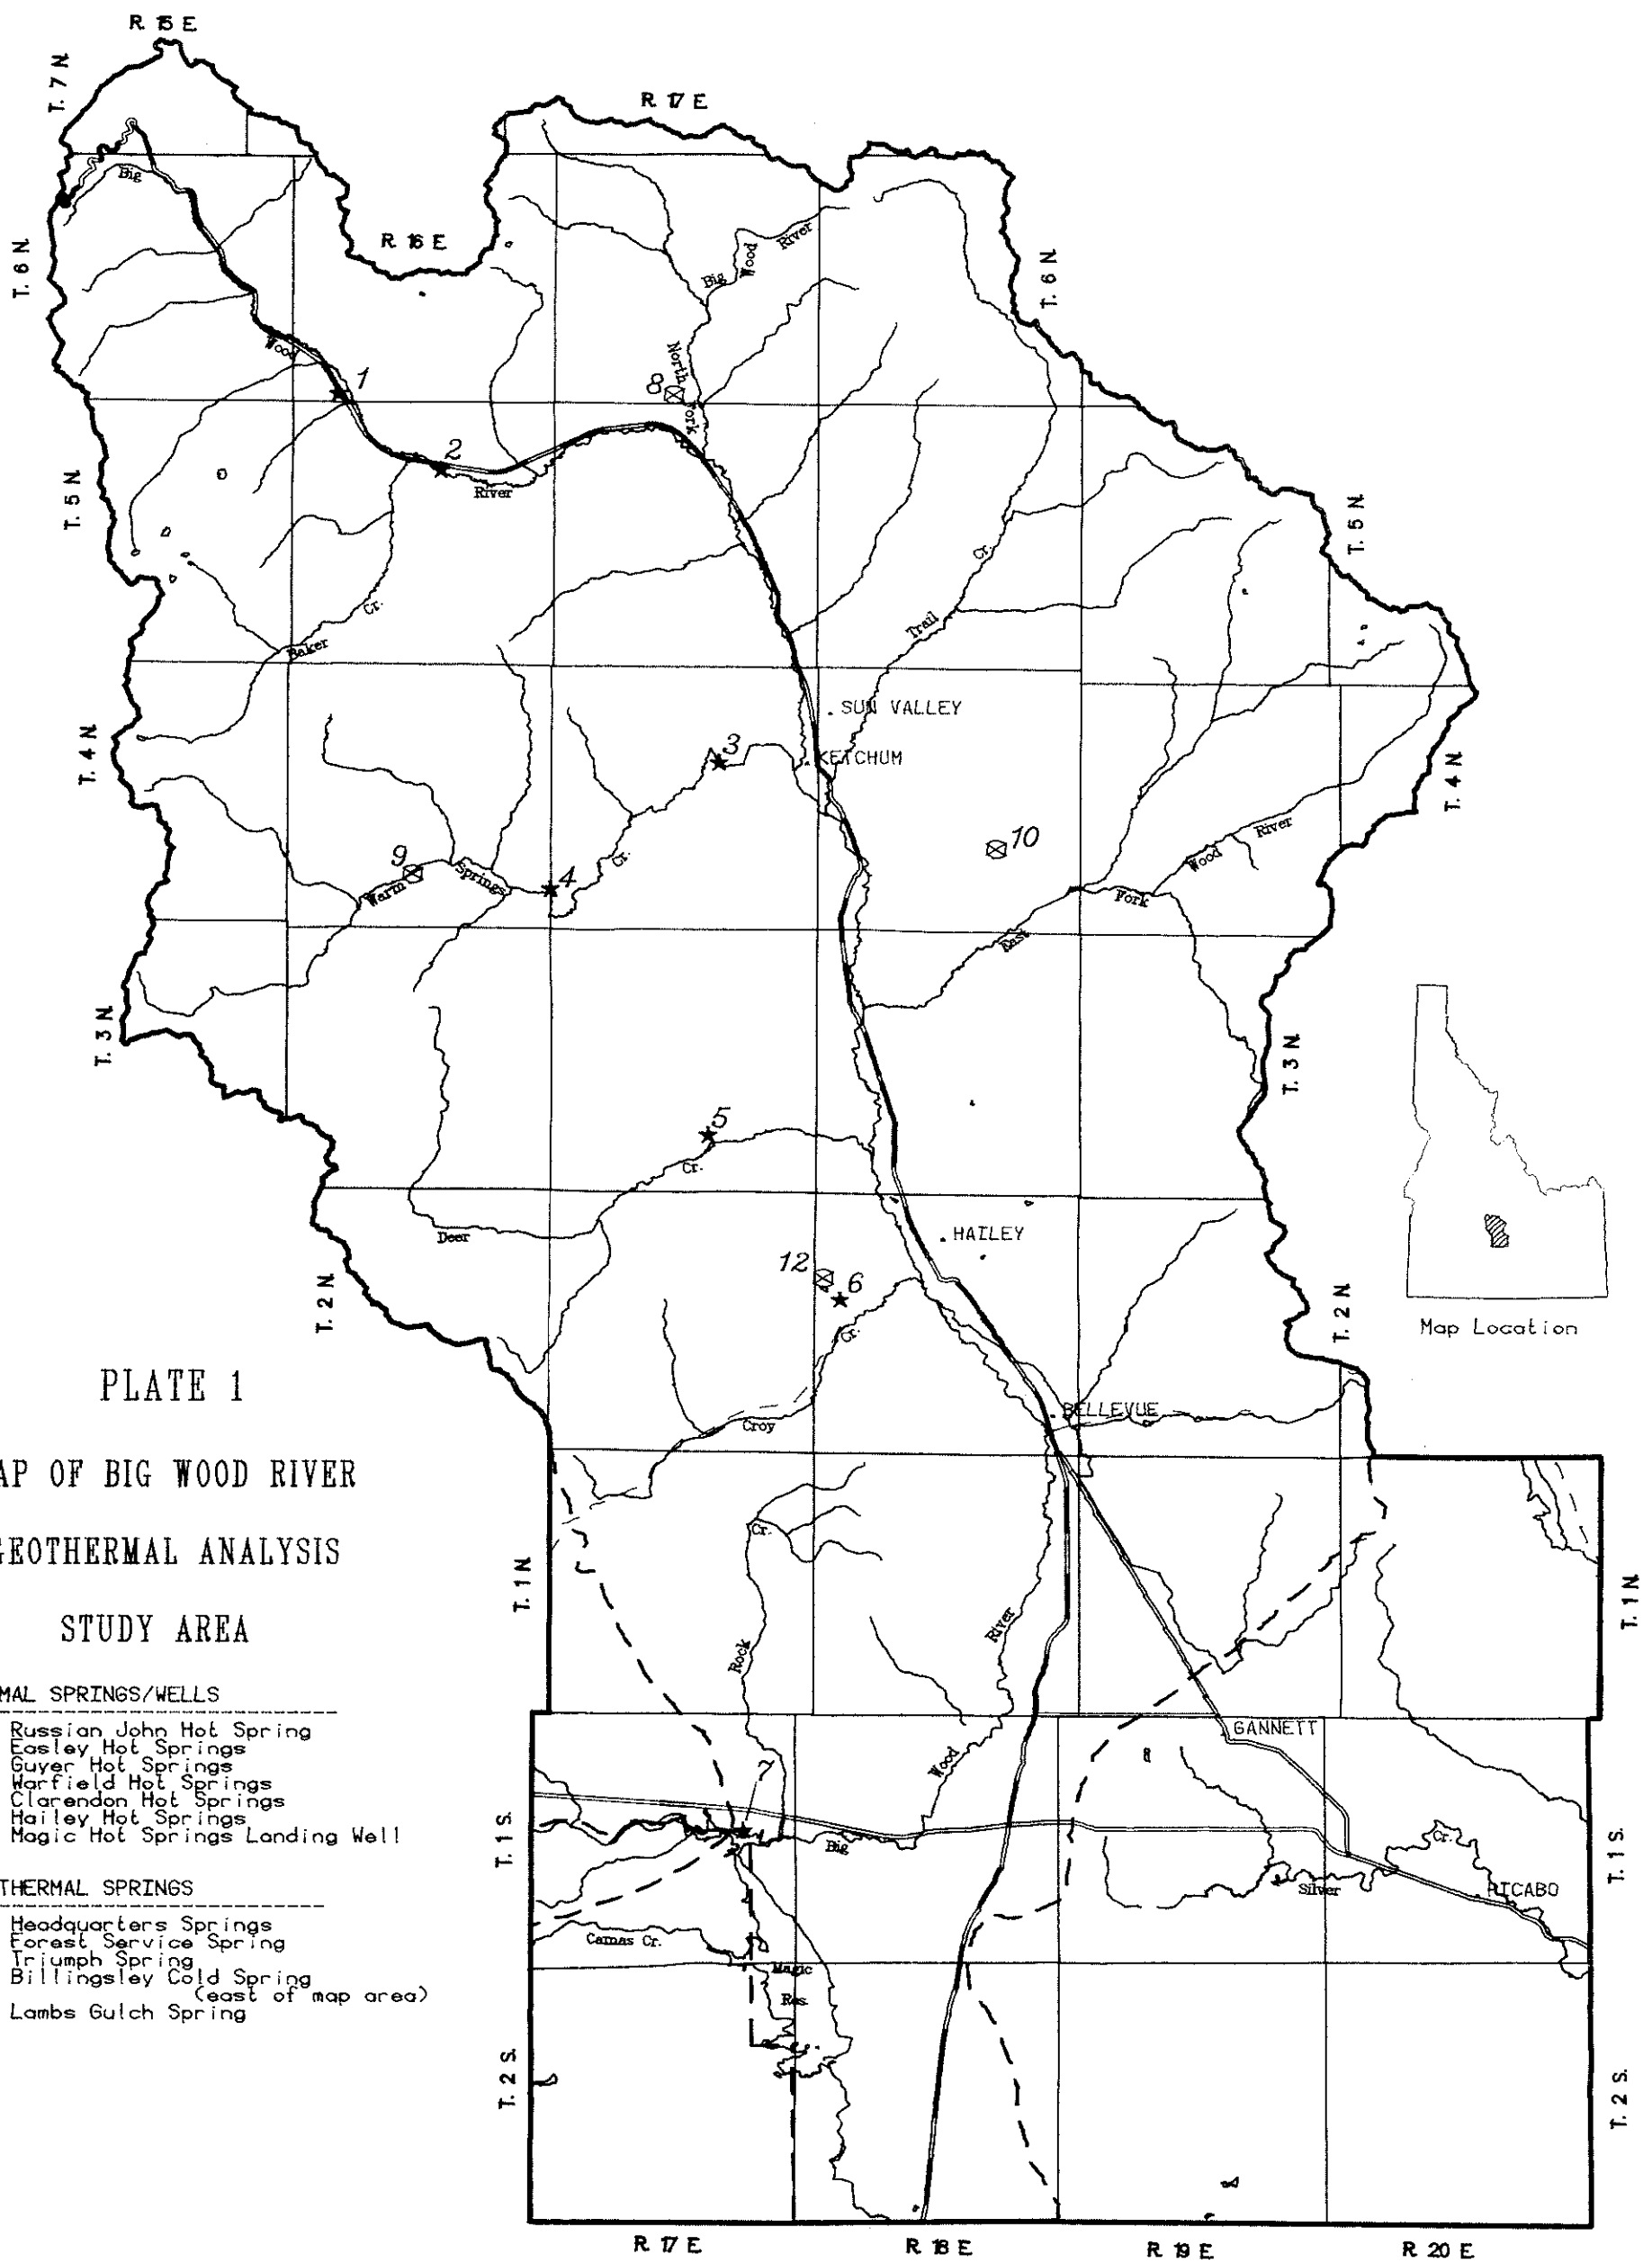 R 15 E
T. 7 N.
R 17 E
Big
T. 6 N.
R 16 E
River
Wood
Big
T. 6 N.
Wood
1
North
8
Fork
2
River
T. 5 N.
T. 5 N.
Cr.
Cr.
Trail
Baker
. SUN VALLEY
T. 4 N.
3
KETCHUM
T. 4 N.
10
River
Wood
9
Springs
Cr.
4
Warm
Fork
East
T. 3 N.
T. 3 N.
5
Cr.
Deer
. HAILEY
12
6
T. 2 N.
T. 2 N.
Cr.
Map Location
PLATE 1
BELLEVUE
Croy
AP OF BIG WOOD RIVER
Cr.
GEOTHERMAL ANALYSIS
T. 1 N.
T. 1 N.
River
STUDY AREA
Rock
MAL SPRINGS/WELLS
Russian John Hot Spring
Easley Hot Springs
Guyer Hot Springs
Warfield Hot Springs
Clarendon Hot Springs
Hailey Hot Springs
Magic Hot Springs Landing Well
GANNETT
Wood
7
T. 1 S.
Big
Cr.
T. 1 S.
Silver
PICABO
THERMAL SPRINGS
Headquarters Springs
Forest Service Spring
Triumph Spring
Billingsley Cold Spring
(east of map area)
Lambs Gulch Spring
Camas Cr.
Magic
Res.
T. 2 S.
T. 2 S.
R 17 E
R 18 E
R 19 E
R 20 E